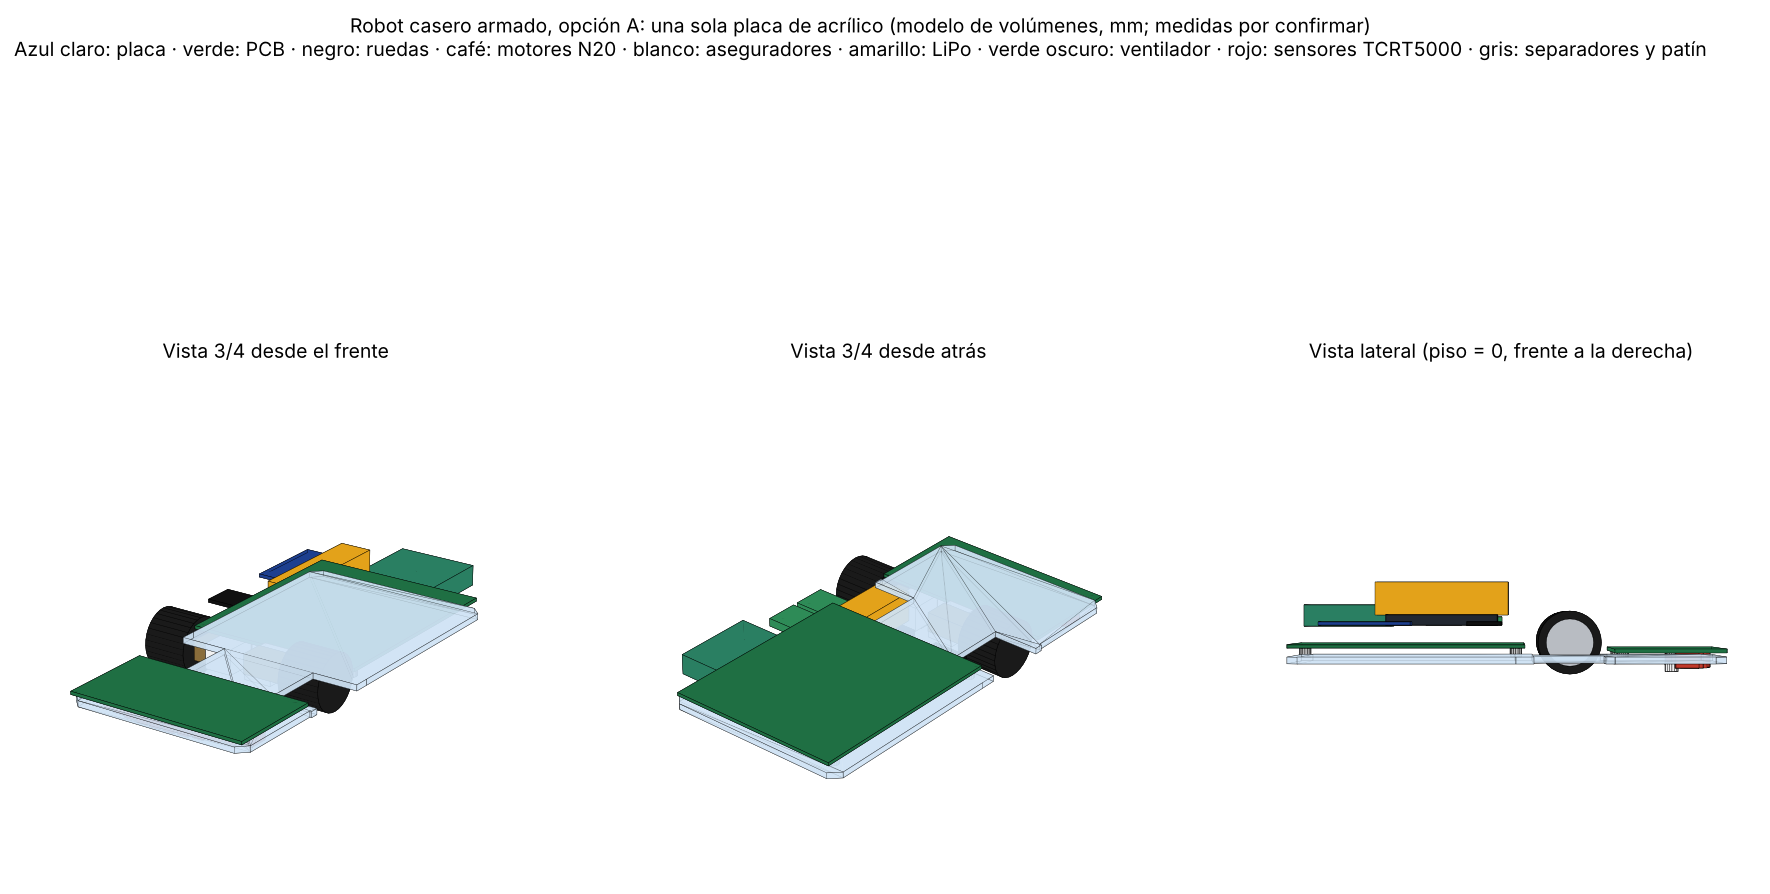 Robot casero armado, opción A: una sola placa de acrílico (modelo de volúmenes, mm; medidas por confirmar)
Azul claro: placa · verde: PCB · negro: ruedas · café: motores N20 · blanco: aseguradores · amarillo: LiPo · verde oscuro: ventilador · rojo: sensores TCRT5000 · gris: separadores y patín
Vista 3/4 desde el frente
Vista 3/4 desde atrás
Vista lateral (piso = 0, frente a la derecha)